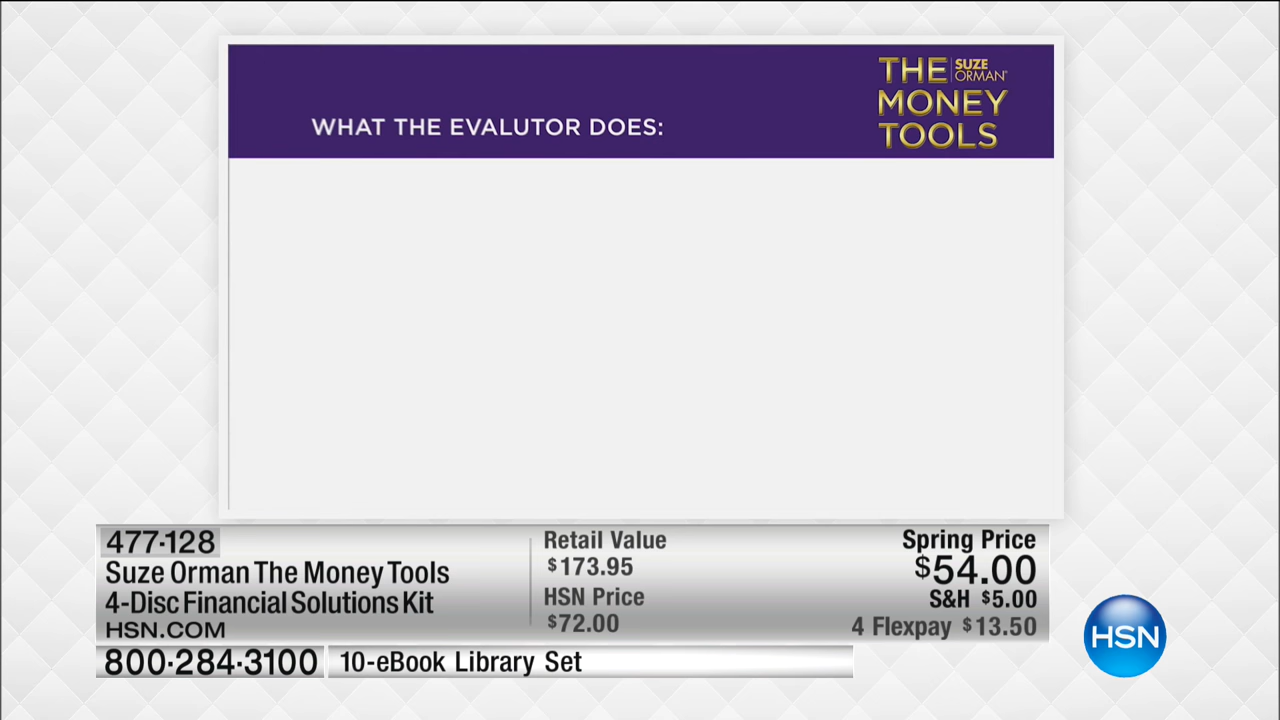 WHAT THE EVALUTOR DOES:
THE SUZE ORMAN®
MONEY
TOOLS
477-128
Suze Orman The Money Tools
4-Disc Financial Solutions Kit
HSN.COM
Retail Value
$173.95
HSN Price
$72.00
Spring Price
$54.00
S&H $5.00
4 Flexpay $13.50
800-284-3100
10-eBook Library Set
HSN